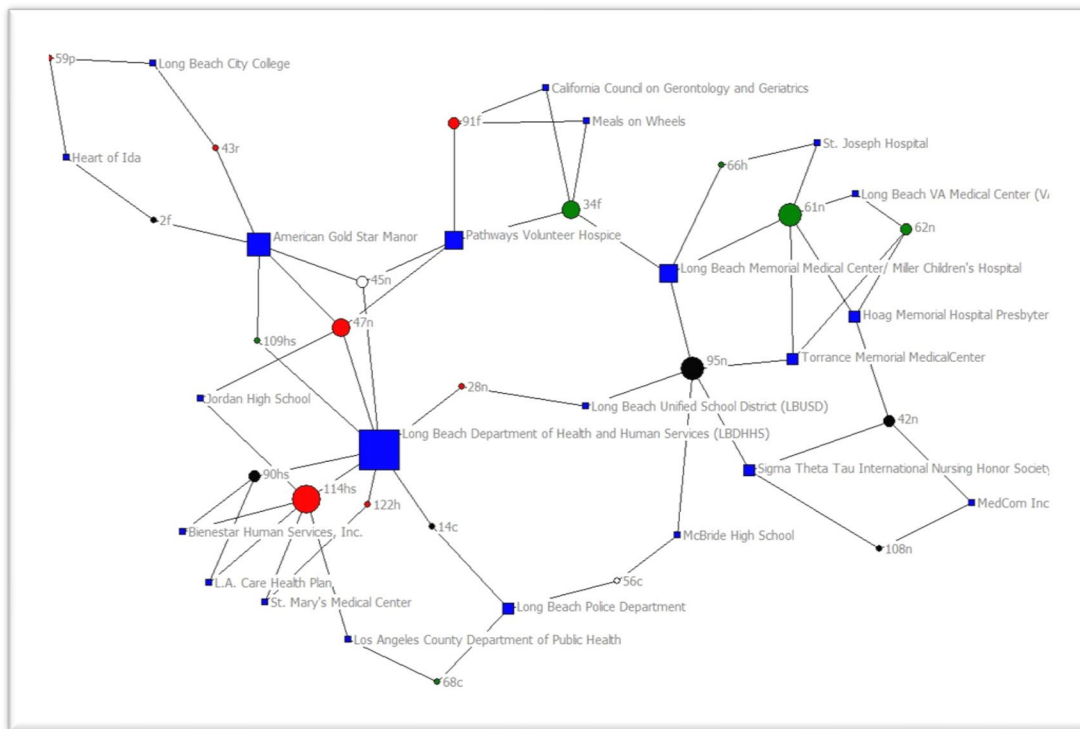 59p
Long Beach City College
California Council on Gerontology and Geriatrics
91f
Meals on Wheels
St. Joseph Hospital
43r
Heart of Ida
66h
Long Beach VA Medical Center (VA
34f
61n
2f
62n
American Gold Star Manor
Pathways Volunteer Hospice
Long Beach Memorial Medical Center/ Miller Children's Hospital
45n
Hoag Memorial Hospital Presbyter
47n
109hs
Torrance Memorial MedicalCenter
95n
28n
Jordan High School
Long Beach Unified School District (LBUSD)
42n
Long Beach Department of Health and Human Services (LBDHHS)
Sigma Theta Tau International Nursing Honor Society
90hs
114hs
122h
MedCom Inc
14c
Bienestar Human Services, Inc.
McBride High School
108n
L.A. Care Health Plan
56c
St. Mary's Medical Center
Long Beach Police Department
Los Angeles County Department of Public Health
68c